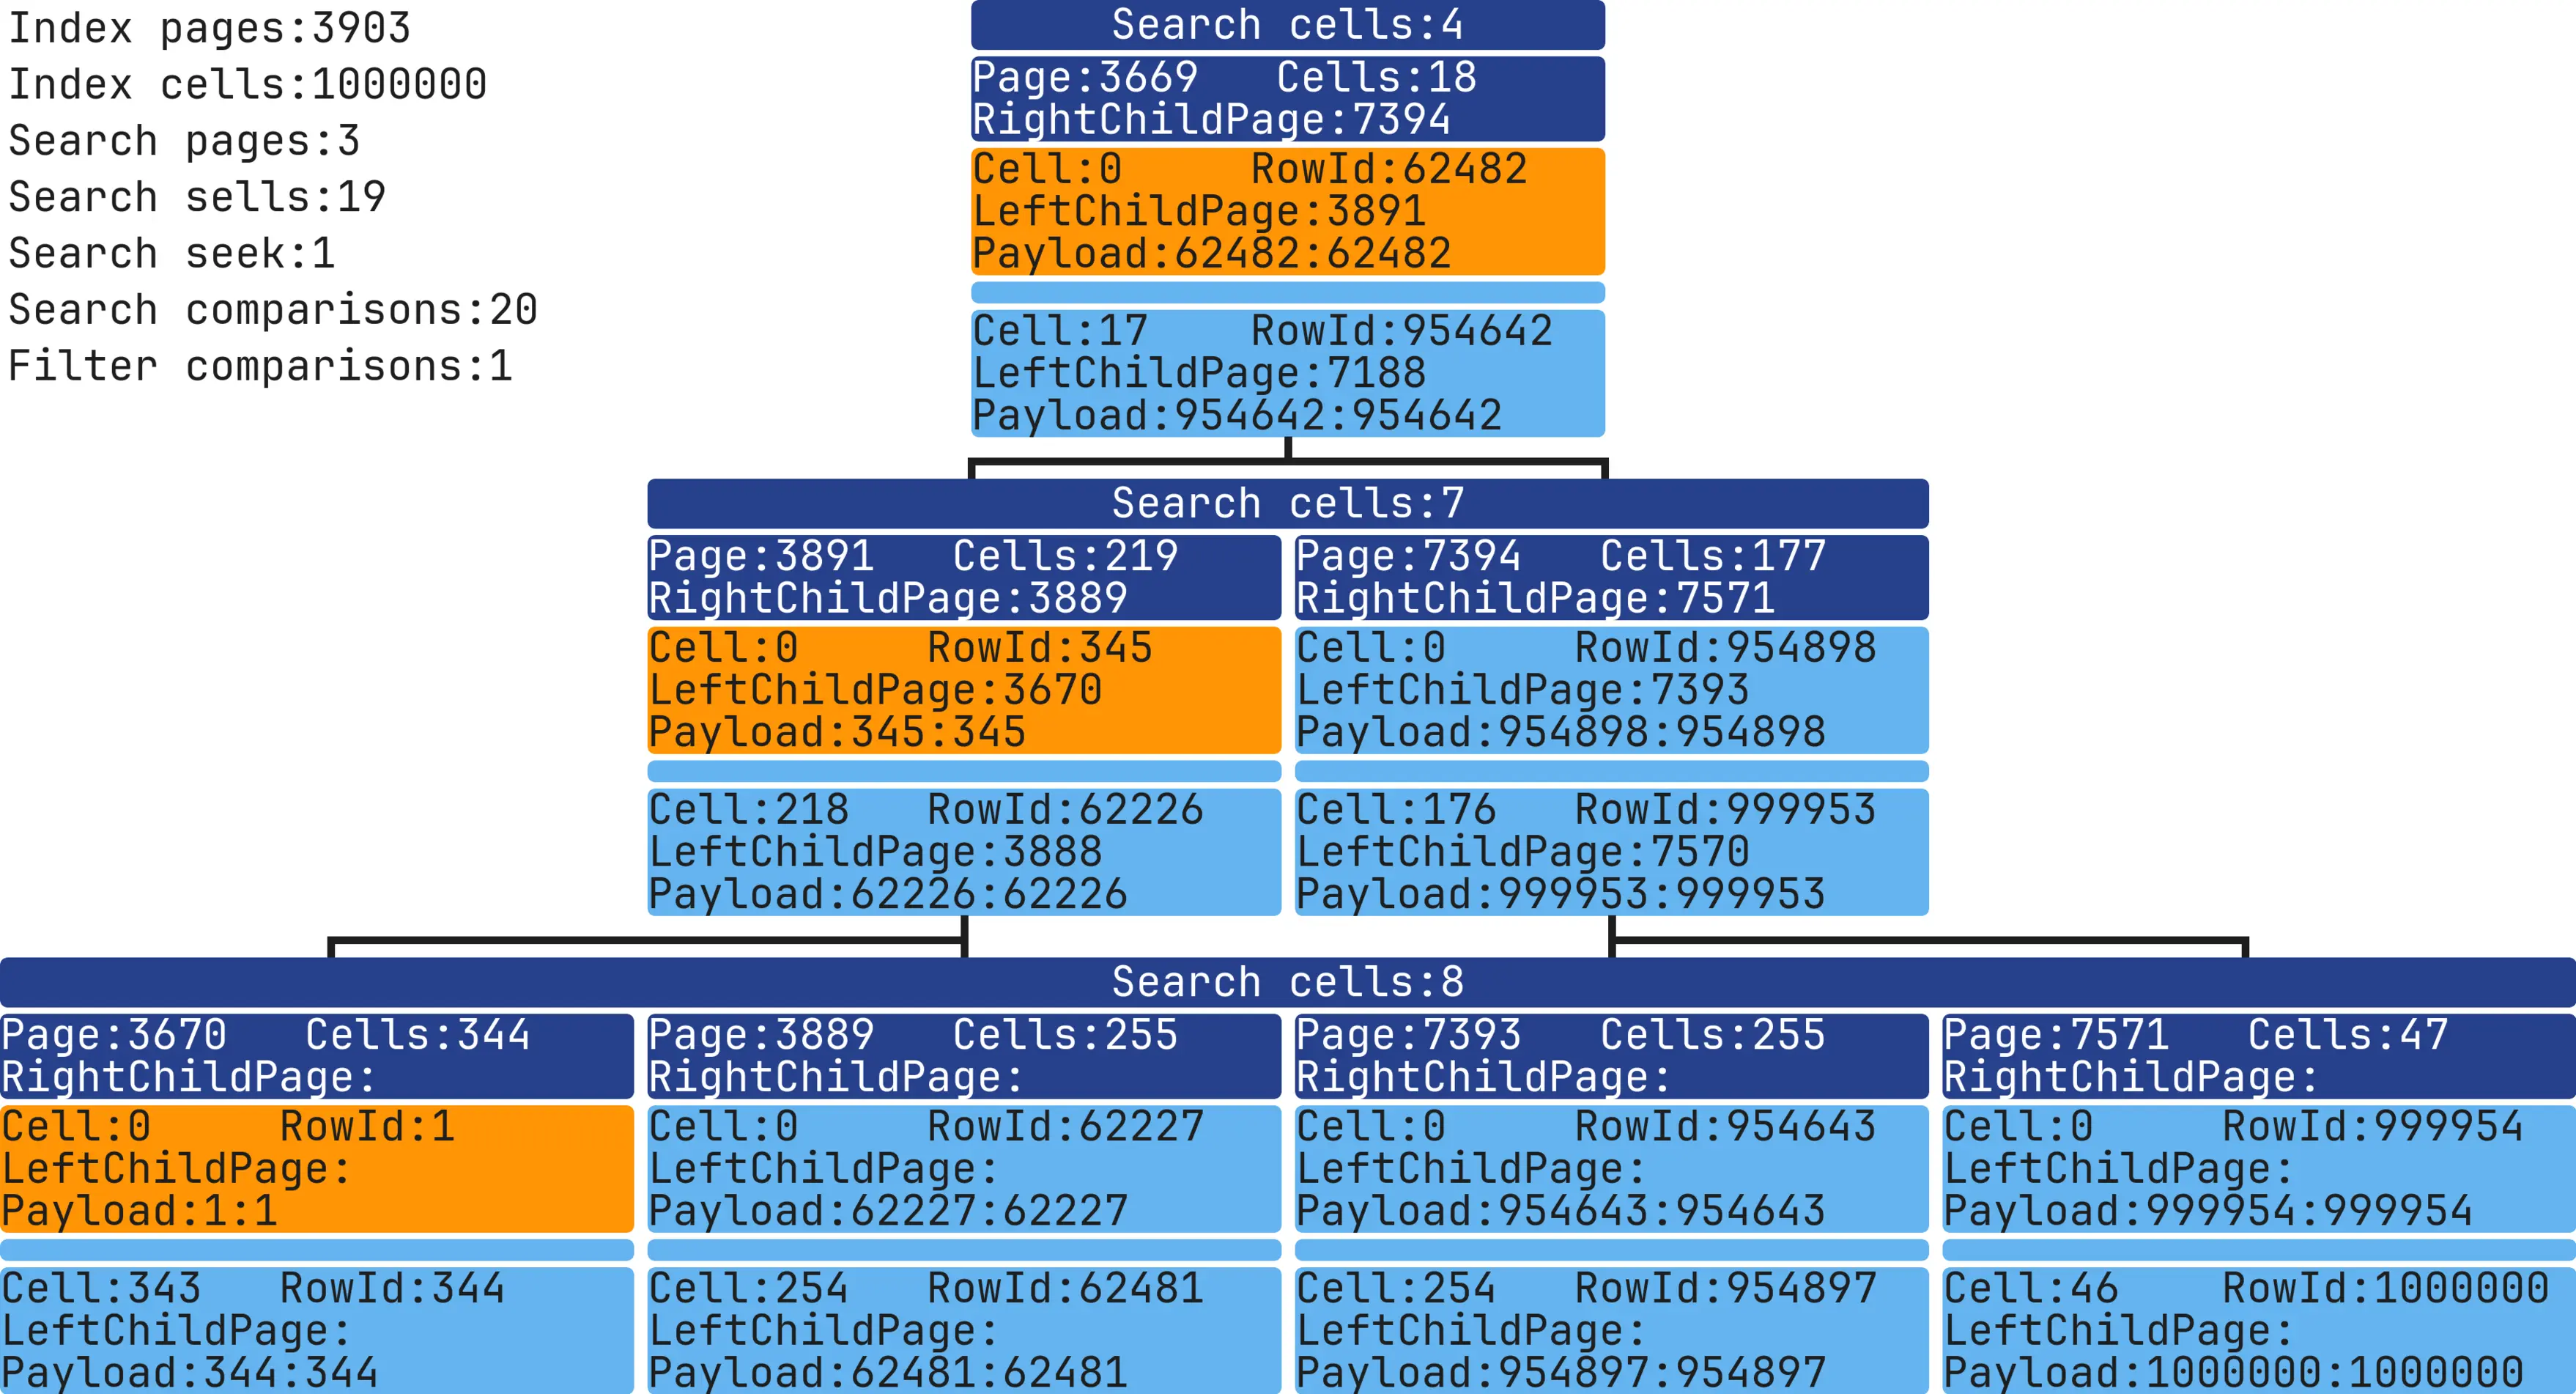 Index pages:3903
Index cells:1000000
Search pages:3
Search sells:19
Search seek:1
Search comparisons:20
Filter comparisons:1
Search cells:4
Page:3669 Cells:18
RightChildPage:7394
Cell:0 RowId:62482
LeftChildPage:3891
Payload:62482:62482
Cell:17 RowId:954642
LeftChildPage:7188
Payload:954642:954642
Search cells:7
Page:3891 Cells:219
RightChildPage:3889
Cell:0 RowId:345
LeftChildPage:3670
Payload:345:345
Cell:218 RowId:62226
LeftChildPage:3888
Payload:62226:62226
Page:7394 Cells:177
RightChildPage:7571
Cell:0 RowId:954898
LeftChildPage:7393
Payload:954898:954898
Cell:176 RowId:999953
LeftChildPage:7570
Payload:999953:999953
Search cells:8
Page:3670 Cells:344
RightChildPage:
Cell:0 RowId:1
LeftChildPage:
Payload:1:1
Cell:343 RowId:344
LeftChildPage:
Payload:344:344
Page:3889 Cells:255
RightChildPage:
Cell:0 RowId:62227
LeftChildPage:
Payload:62227:62227
Cell:254 RowId:62481
LeftChildPage:
Payload:62481:62481
Page:7393 Cells:255
RightChildPage:
Cell:0 RowId:954643
LeftChildPage:
Payload:954643:954643
Cell:254 RowId:954897
LeftChildPage:
Payload:954897:954897
Page:7571 Cells:47
RightChildPage:
Cell:0 RowId:999954
LeftChildPage:
Payload:999954:999954
Cell:46 RowId:1000000
LeftChildPage:
Payload:1000000:1000000